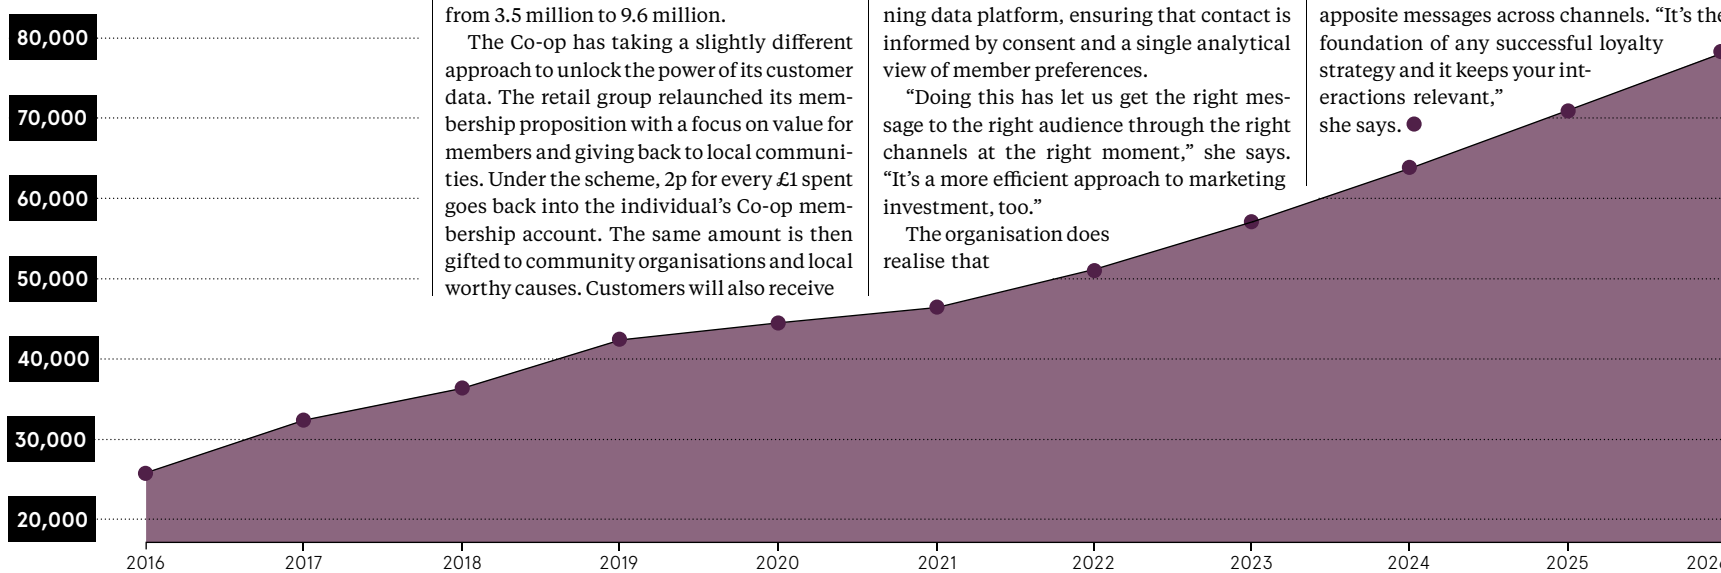 80,000
70,000
60,000
50,000
40,000
30,000
20,000
from 3.5 million to 9.6 million.
The Co-op has taking a slightly different
approach to unlock the power of its customer
data. The retail group relaunched its mem-
bership proposition with a focus on value for
members and giving back to local communi-
ties. Under the scheme, 2p for every £1 spent
goes back into the individual’s Co-op mem-
bership account. The same amount is then
gifted to community organisations and local
worthy causes. Customers will also receive
ning data platform, ensuring that contact is
informed by consent and a single analytical
view of member preferences.
“Doing this has let us get the right mes-
sage to the right audience through the right
channels at the right moment,” she says.
“It’s a more efficient approach to marketing
investment, too.”
The organisation does
realise that
apposite messages across channels. “It’s the
foundation of any successful loyalty
strategy and it keeps your int-
eractions relevant,”
she says.
2016 2017 2018 2019 2020 2021 2022 2023 2024 2025